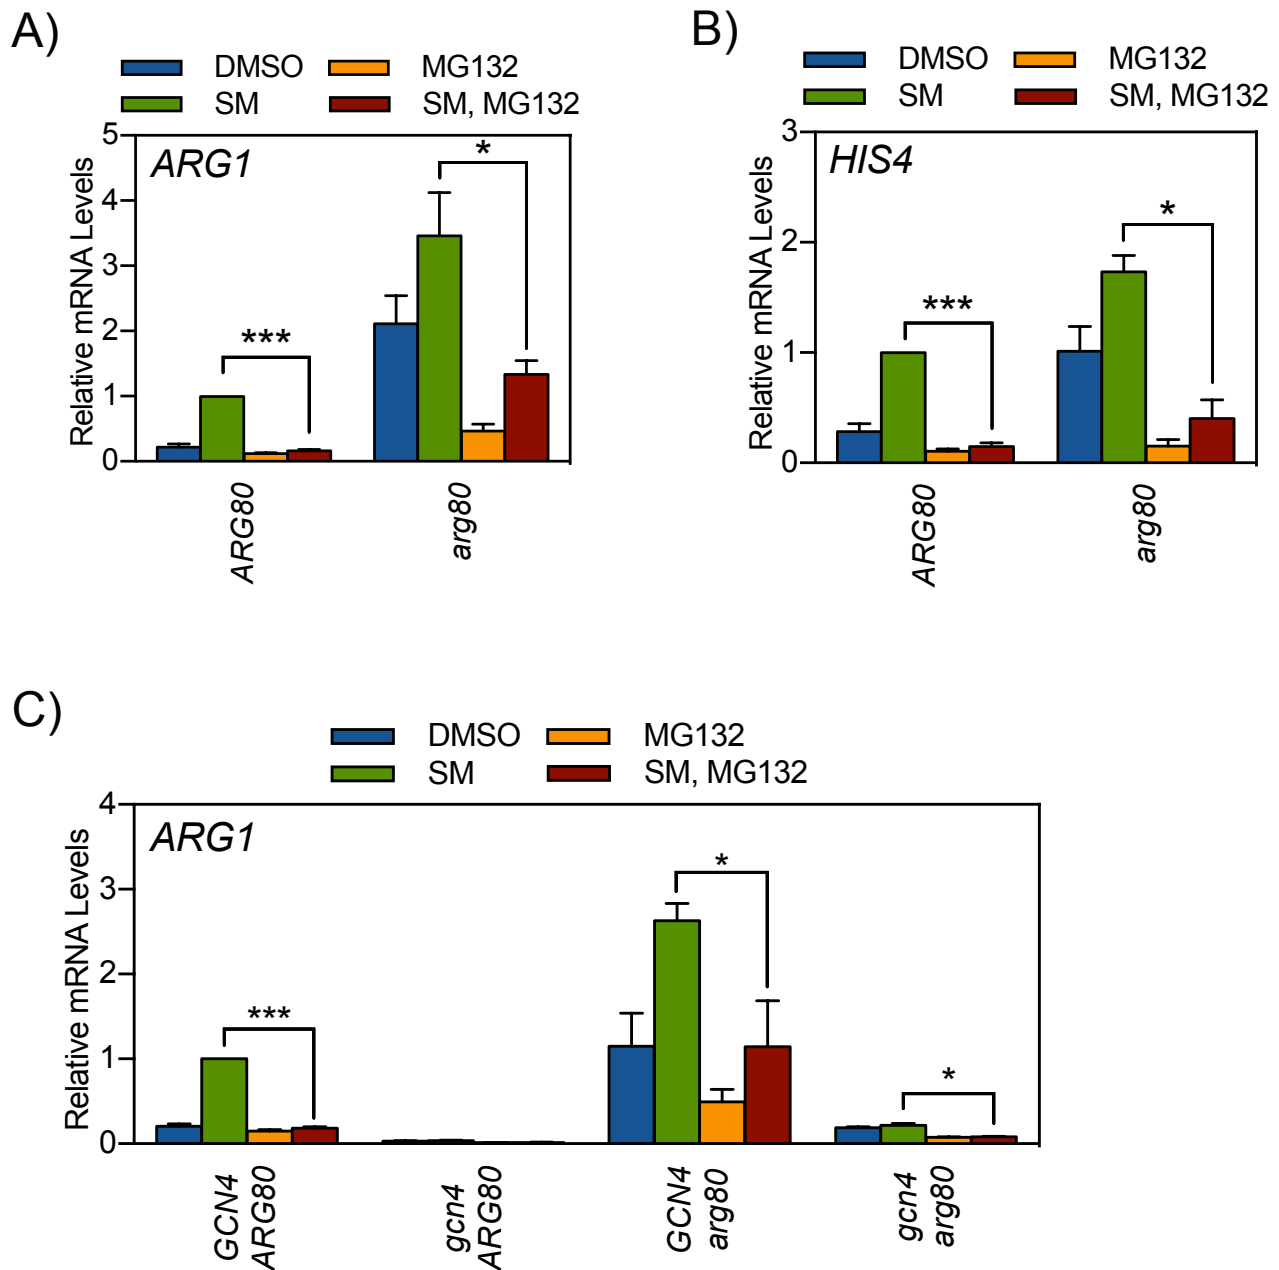 A)
DMSO MG132
SM SM, MG132
ARG1
Relative mRNA Levels
5
4
3
2
1
0
***
*
ARG80
arg80
B)
DMSO MG132
SM SM, MG132
HIS4
Relative mRNA Levels
3
2
1
0
***
*
ARG80
arg80
C)
DMSO MG132
SM SM, MG132
ARG1
Relative mRNA Levels
4
3
2
1
0
***
*
*
GCN4
ARG80
gcn4
ARG80
GCN4
arg80
gcn4
arg80